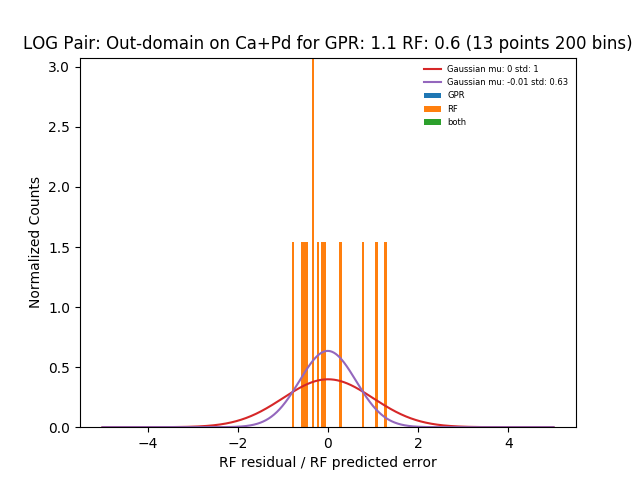 LOG Pair: Out-domain on Ca+Pd for GPR: 1.1 RF: 0.6 (13 points 200 bins)
Gaussian mu: 0 std: 1
Gaussian mu: -0.01 std: 0.63
GPR
RF
both
Normalized Counts
3.0
2.5
2.0
1.5
1.0
0.5
0.0
−4 −2 0 2 4
RF residual / RF predicted error